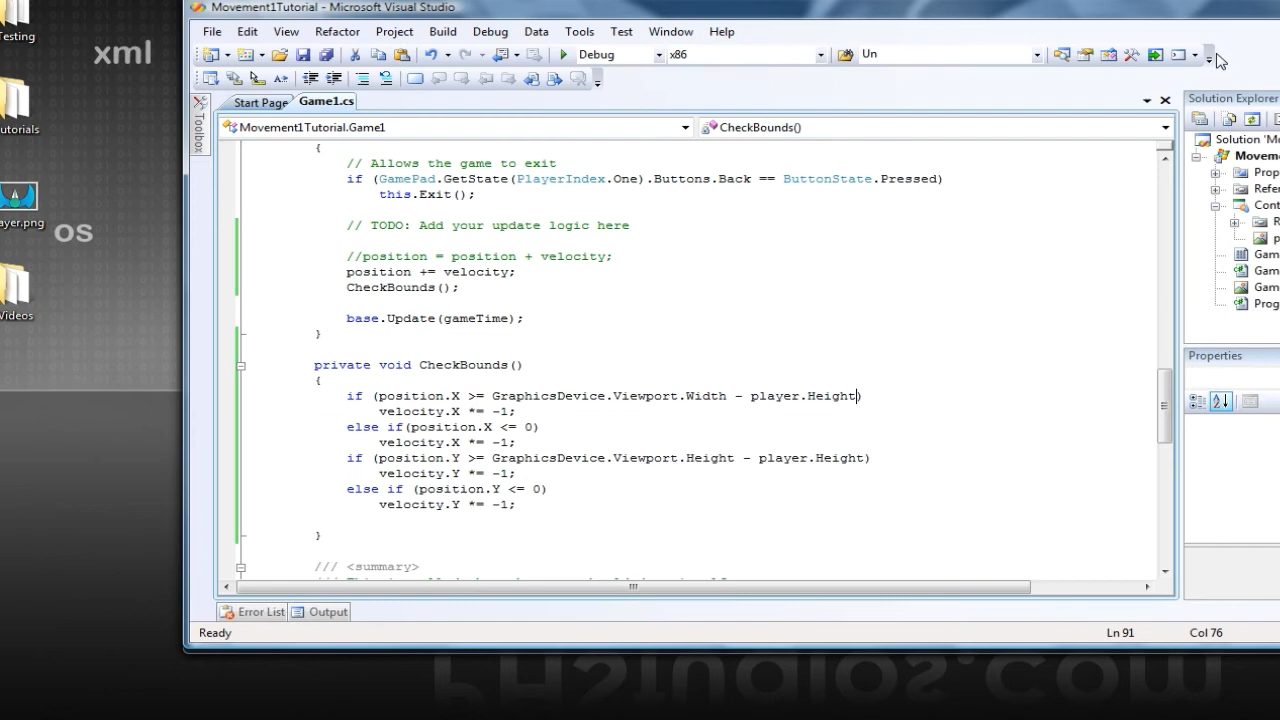 Movement1Tutorial - Microsoft Visual Studio
File Edit View Refactor Project Build Debug Data Tools Test Window Help
Debug x86 Un
Testing
xml
Start Page Game1.cs
Solution Explorer
Movement1Tutorial.Game1 CheckBounds()
utorials
Solution 'M
Movem
Prop
Refer
Cont
R
p
Gam
Gam
Gam
Prog
{
// Allows the game to exit
if (GamePad.GetState(PlayerIndex.One).Buttons.Back == ButtonState.Pressed)
this.Exit();
// TODO: Add your update logic here
//position = position + velocity;
position += velocity;
CheckBounds();
base.Update(gameTime);
}
private void CheckBounds()
{
if (position.X >= GraphicsDevice.Viewport.Width - player.Height)
velocity.X *= -1;
else if(position.X <= 0)
velocity.X *= -1;
if (position.Y >= GraphicsDevice.Viewport.Height - player.Height)
velocity.Y *= -1;
else if (position.Y <= 0)
velocity.Y *= -1;
}
/// <summary>
ayer.png
os
Videos
Toolbox
Properties
Error List Output
Ready Ln 91 Col 76